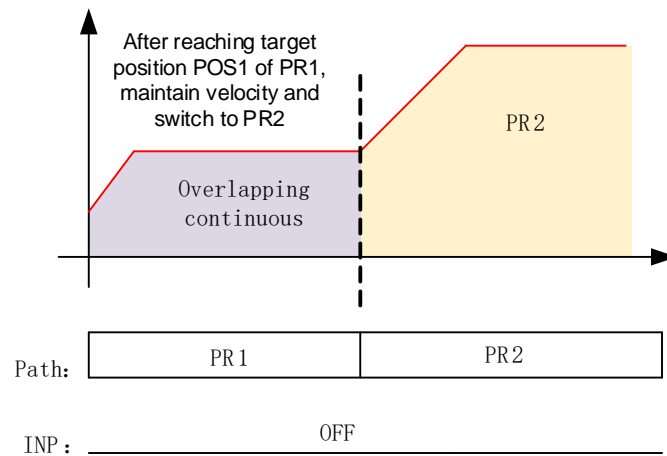 After reaching target
position POS1 of PR1,
maintain velocity and
switch to PR2
PR2
Overlapping
continuous
Path: PR1 PR2
INP: OFF